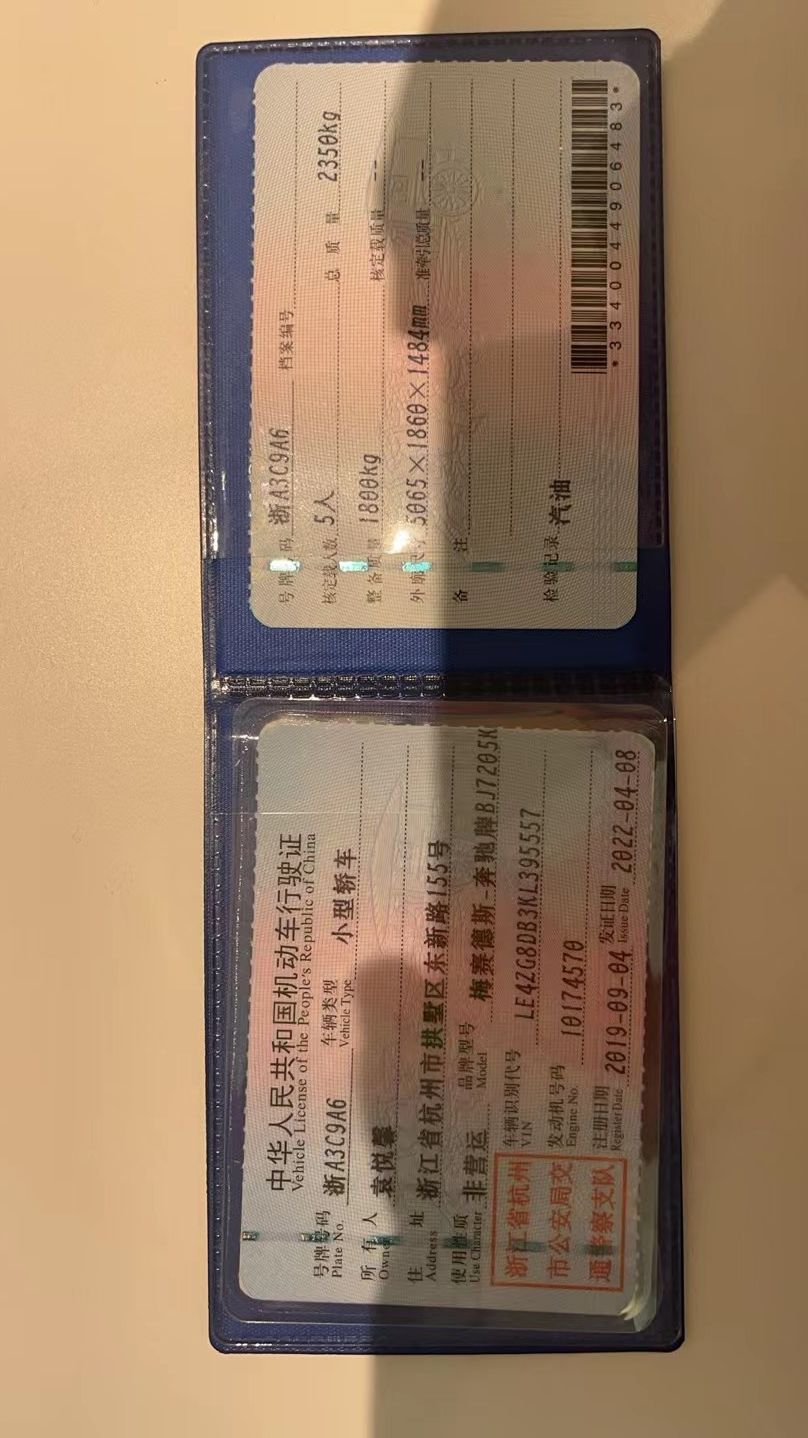 中华人民共和国机动车行驶证
Vehicle License of the People's Republic of China
号牌号码 浙A3C9A6 车辆类型 小型轿车
Plate No. Vehicle Type
所有人 袁悦馨
Owner
住址 浙江省杭州市拱墅区东新路155号
Address
使用性质 非营运 品牌型号 梅赛德斯-奔驰牌BJ7205K
Use Character Model
浙江省杭州
市公安局交
通警察支队
车辆识别代号 LE4ZG8DB3KL395557
VIN
发动机号码 10174570
Engine No.
注册日期 2019-09-04 发证日期 2022-04-08
Register Date Issue Date
号牌号码 浙A3C9A6 档案编号
核定载人数 5人 总质量 2350kg
整备质量 1800kg 核定载质量 --
外廓尺寸 5065×1860×1484mm 准牵引总质量 --
备注
检验记录 汽油
*3340044906483*